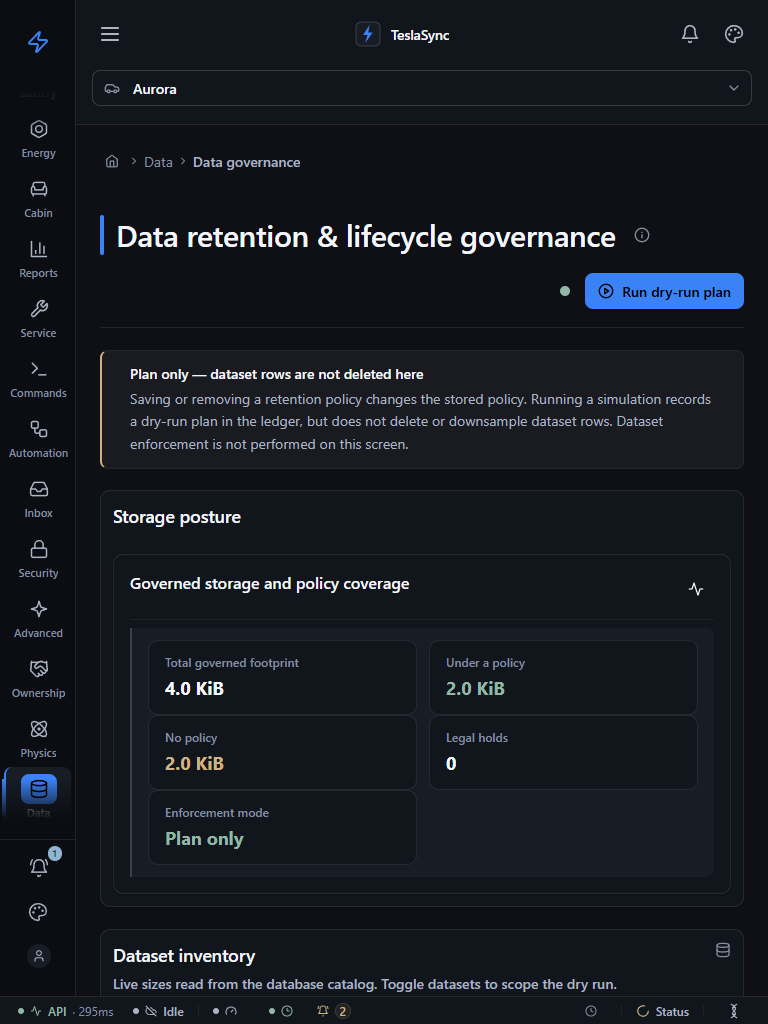 TeslaSync
Aurora
Data
Data governance
Data retention & lifecycle governance
Run dry-run plan
Plan only — dataset rows are not deleted here
Saving or removing a retention policy changes the stored policy. Running a simulation records
a dry-run plan in the ledger, but does not delete or downsample dataset rows. Dataset
enforcement is not performed on this screen.
Storage posture
Governed storage and policy coverage
Total governed footprint
4.0 KiB
Under a policy
2.0 KiB
No policy
2.0 KiB
Legal holds
0
Enforcement mode
Plan only
Dataset inventory
Live sizes read from the database catalog. Toggle datasets to scope the dry run.
Energy
Cabin
Reports
Service
Commands
Automation
Inbox
Security
Advanced
Ownership
Physics
Data
1
API · 295ms
Idle
2
Status